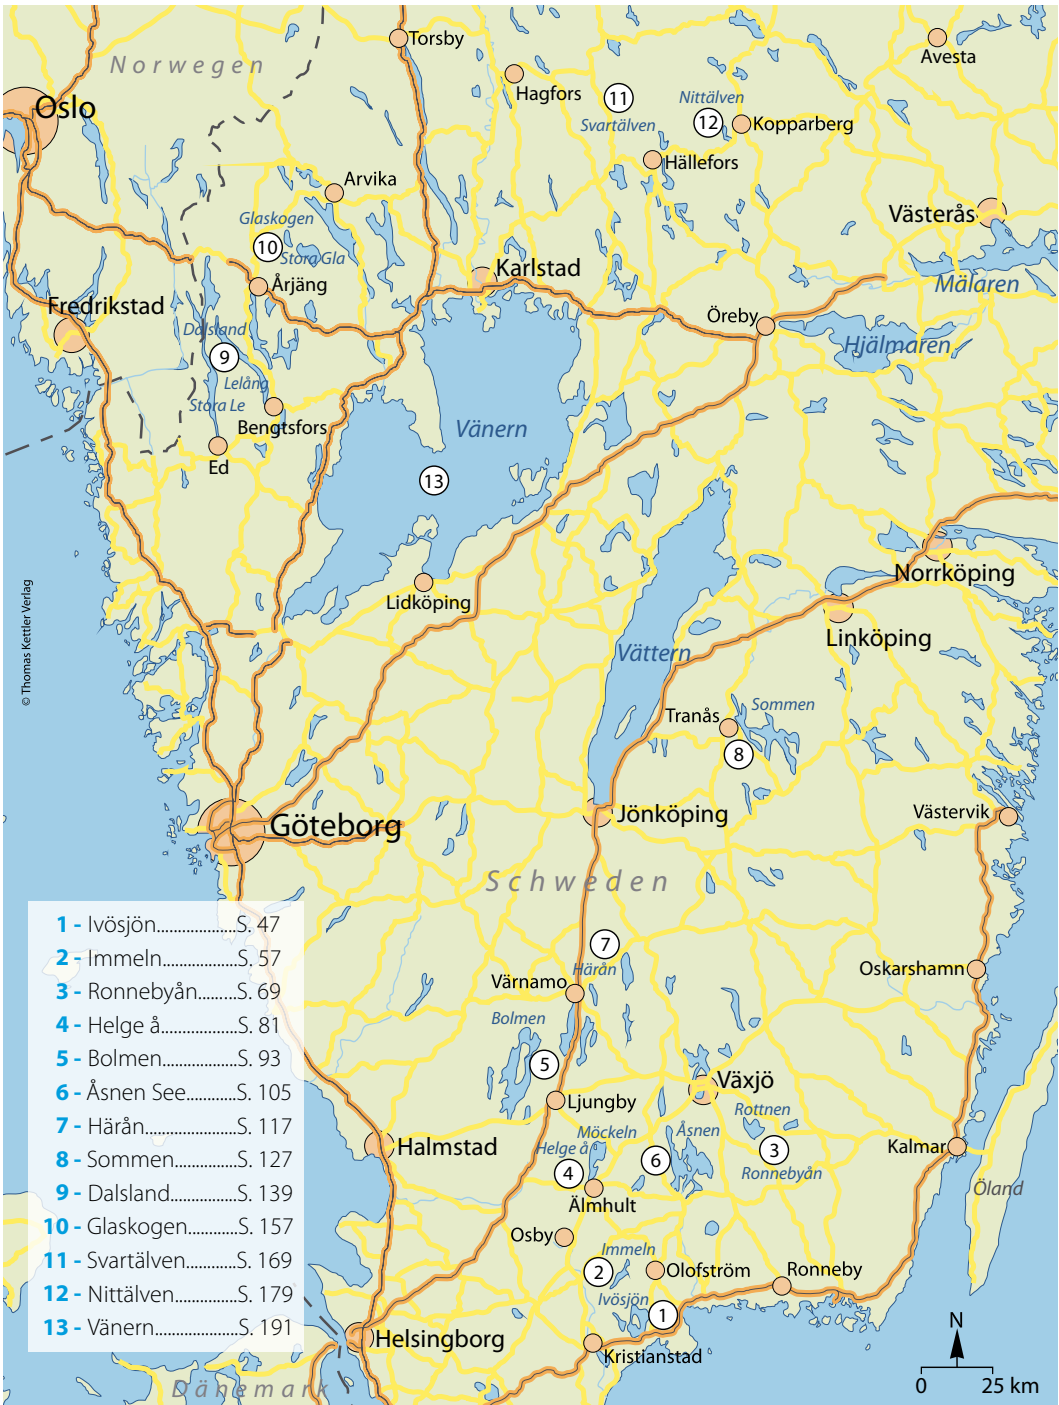 Torsby
Avesta
Norwegen
Hagfors
11
Nittälven
Oslo
Svartälven
12
Kopparberg
Hällefors
Arvika
Västerås
Glaskogen
10
Stora Gla
Karlstad
Årjäng
Mälaren
Fredrikstad
Öreby
Dalsland
Hjälmaren
9
Lelång
Stora Le
Bengtsfors
Vänern
Ed
13
Norrköping
© Thomas Kettler Verlag
Lidköping
Linköping
Vättern
Sommen
Tranås
8
Västervik
Jönköping
Göteborg
Schweden
7
Härån
Oskarshamn
Värnamo
Bolmen
5
Växjö
Ljungby
Rottnen
Möckeln
Åsnen
Helge å
Halmstad
Kalmar
3
6
4
Ronnebyån
Öland
Älmhult
Osby
Immeln
2
Olofström
Ronneby
Ivösjön
1
Helsingborg
Kristianstad
Dänemark
1 - Ivösjön...................S. 47
2 - Immeln..................S. 57
3 - Ronnebyån.........S. 69
4 - Helge å..................S. 81
5 - Bolmen.................S. 93
6 - Åsnen See............S. 105
7 - Härån......................S. 117
8 - Sommen...............S. 127
9 - Dalsland................S. 139
10 - Glaskogen............S. 157
11 - Svartälven.............S. 169
12 - Nittälven...............S. 179
13 - Vänern....................S. 191
N
0 25 km